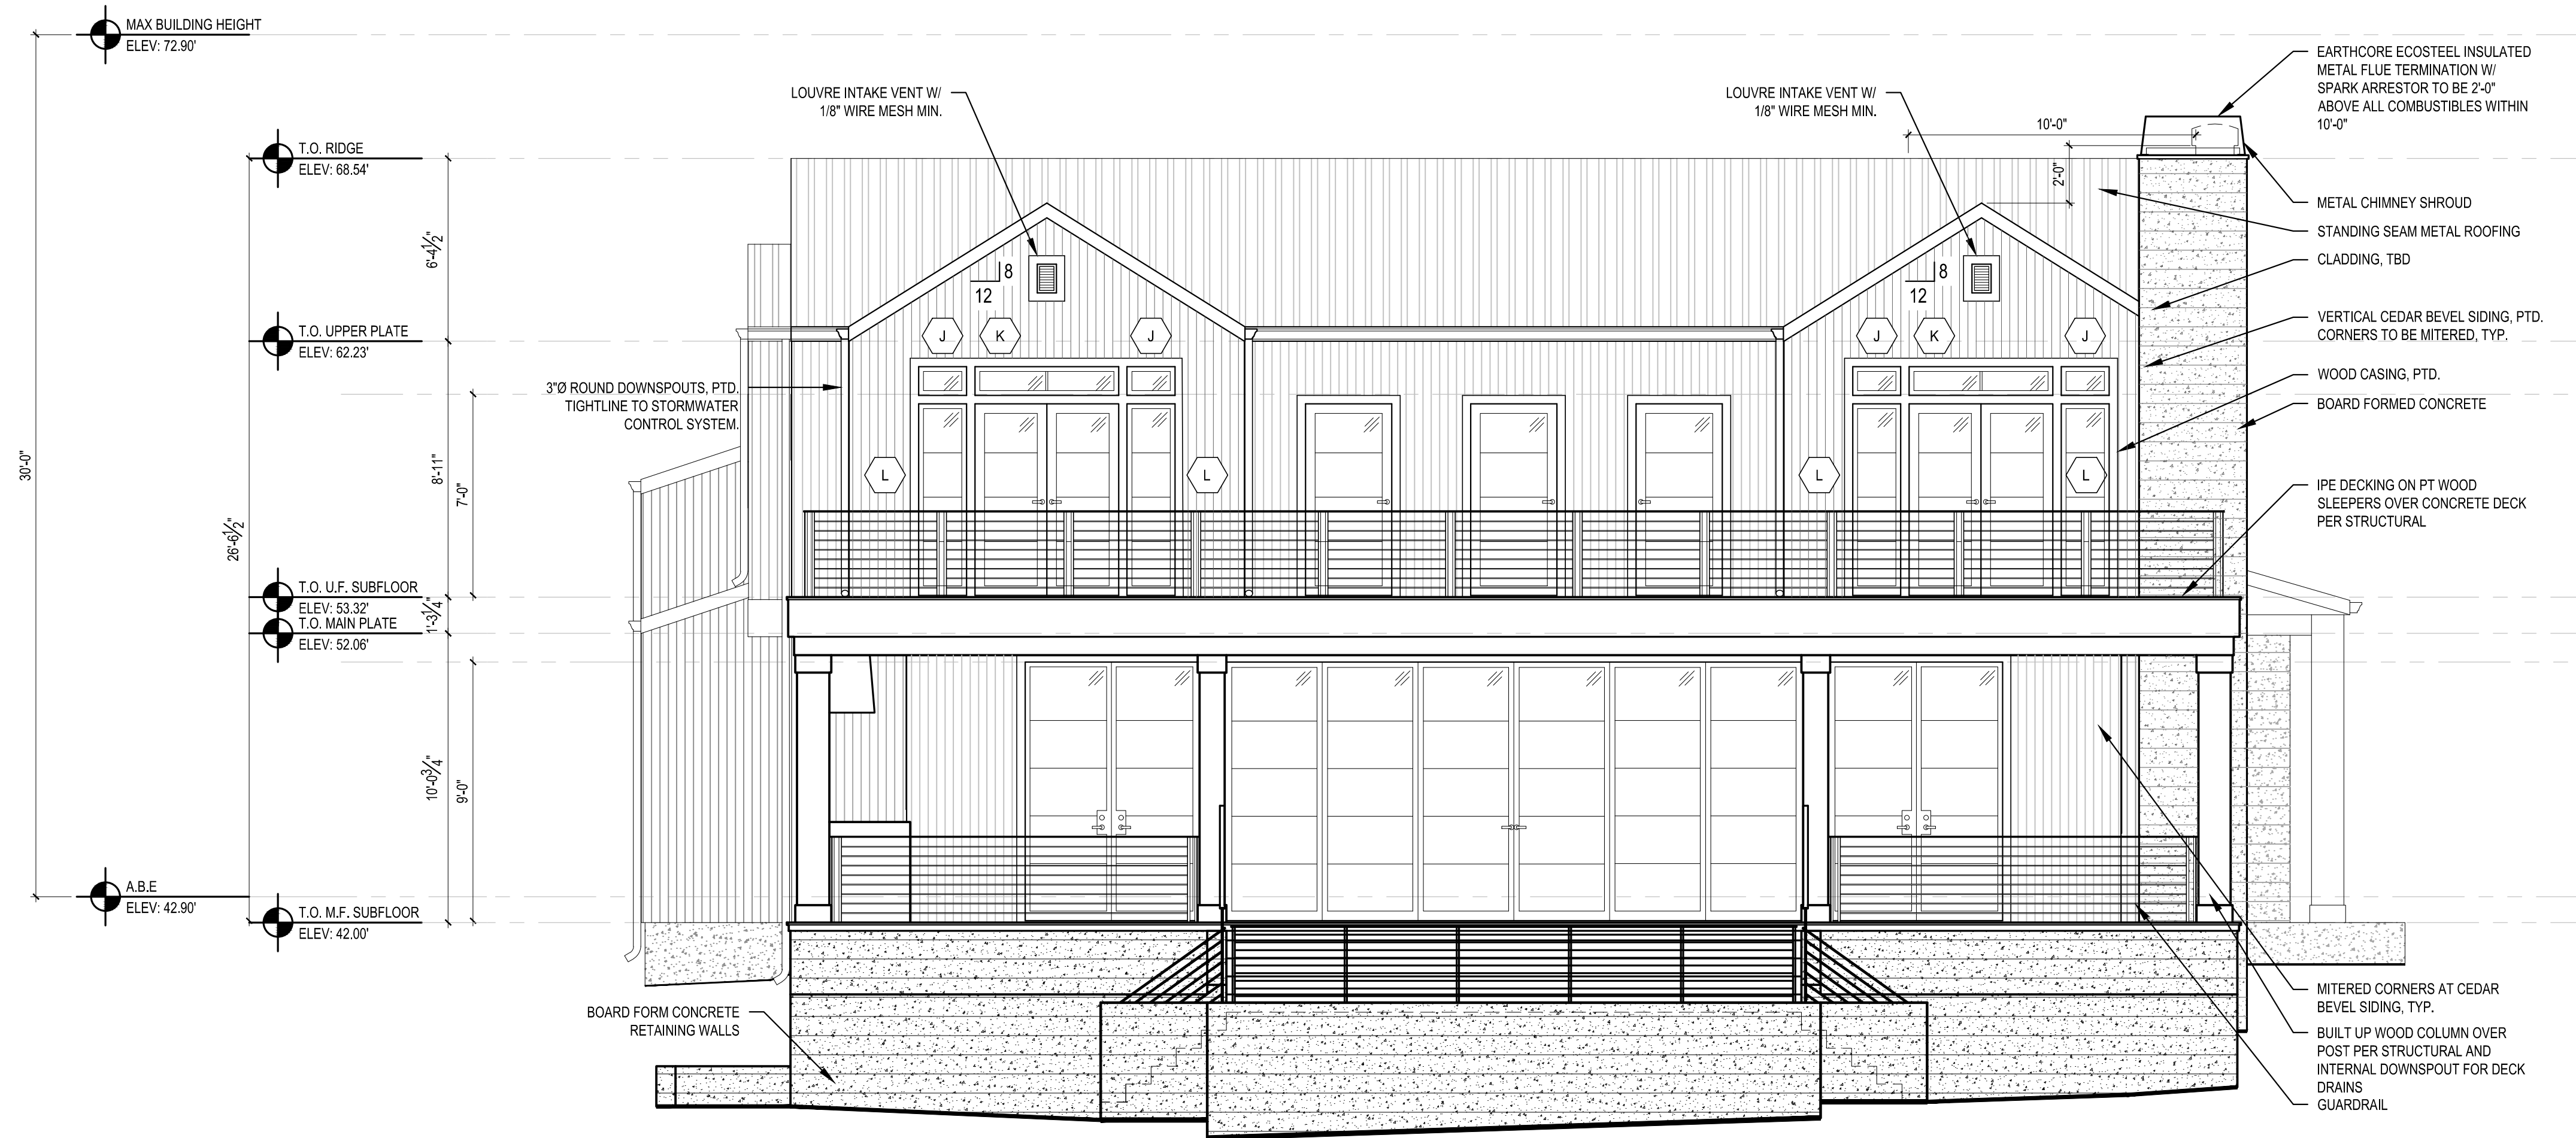 MAX BUILDING HEIGHT
ELEV: 72.90'
T.O. RIDGE
ELEV: 68.54'
T.O. UPPER PLATE
ELEV: 62.23'
T.O. U.F. SUBFLOOR
ELEV: 53.32'
T.O. MAIN PLATE
ELEV: 52.06'
A.B.E
ELEV: 42.90'
T.O. M.F. SUBFLOOR
ELEV: 42.00'
30'-0"
26'-6½"
6'-4½"
8'-11"
7'-0"
1'-3¼"
10'-0¾"
9'-0"
LOUVRE INTAKE VENT W/
1/8" WIRE MESH MIN.
LOUVRE INTAKE VENT W/
1/8" WIRE MESH MIN.
10'-0"
2'-0"
8
12
8
12
J
K
J
J
K
J
L
L
L
L
3"Ø ROUND DOWNSPOUTS, PTD.
TIGHTLINE TO STORMWATER
CONTROL SYSTEM.
BOARD FORM CONCRETE
RETAINING WALLS
EARTHCORE ECOSTEEL INSULATED
METAL FLUE TERMINATION W/
SPARK ARRESTOR TO BE 2'-0"
ABOVE ALL COMBUSTIBLES WITHIN
10'-0"
METAL CHIMNEY SHROUD
STANDING SEAM METAL ROOFING
CLADDING, TBD
VERTICAL CEDAR BEVEL SIDING, PTD.
CORNERS TO BE MITERED, TYP.
WOOD CASING, PTD.
BOARD FORMED CONCRETE
IPE DECKING ON PT WOOD
SLEEPERS OVER CONCRETE DECK
PER STRUCTURAL
MITERED CORNERS AT CEDAR
BEVEL SIDING, TYP.
BUILT UP WOOD COLUMN OVER
POST PER STRUCTURAL AND
INTERNAL DOWNSPOUT FOR DECK
DRAINS
GUARDRAIL